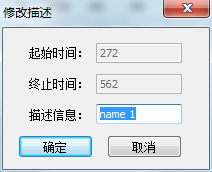 修改描述
起始时间： 272
终止时间： 562
描述信息： name 1
确定 取消